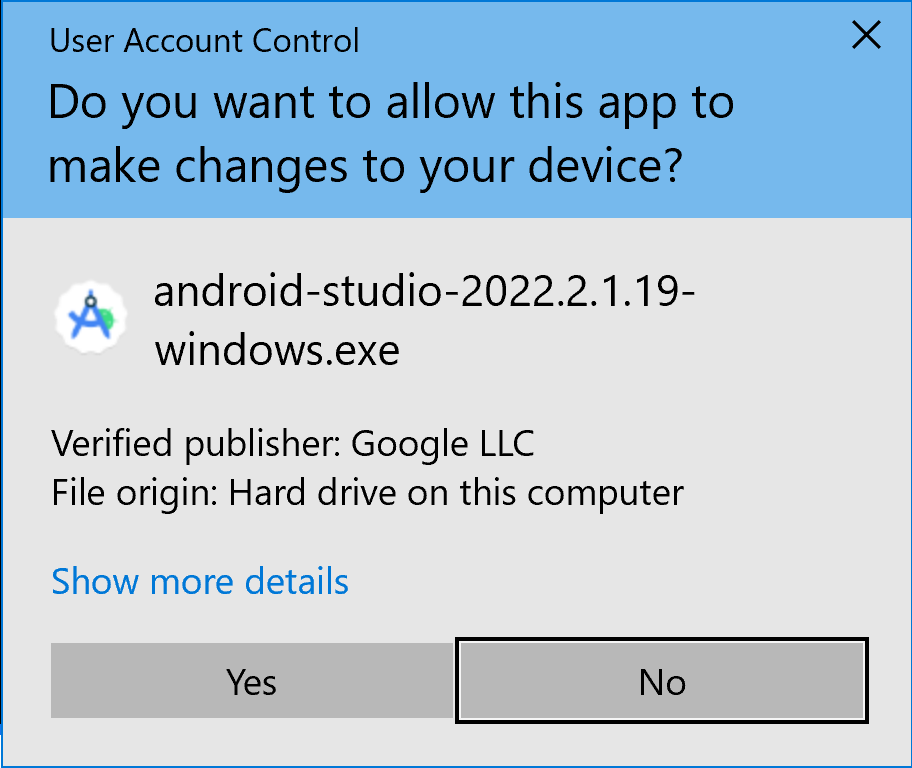 User Account Control
Do you want to allow this app to
make changes to your device?
android-studio-2022.2.1.19-
windows.exe
Verified publisher: Google LLC
File origin: Hard drive on this computer
Show more details
Yes
No